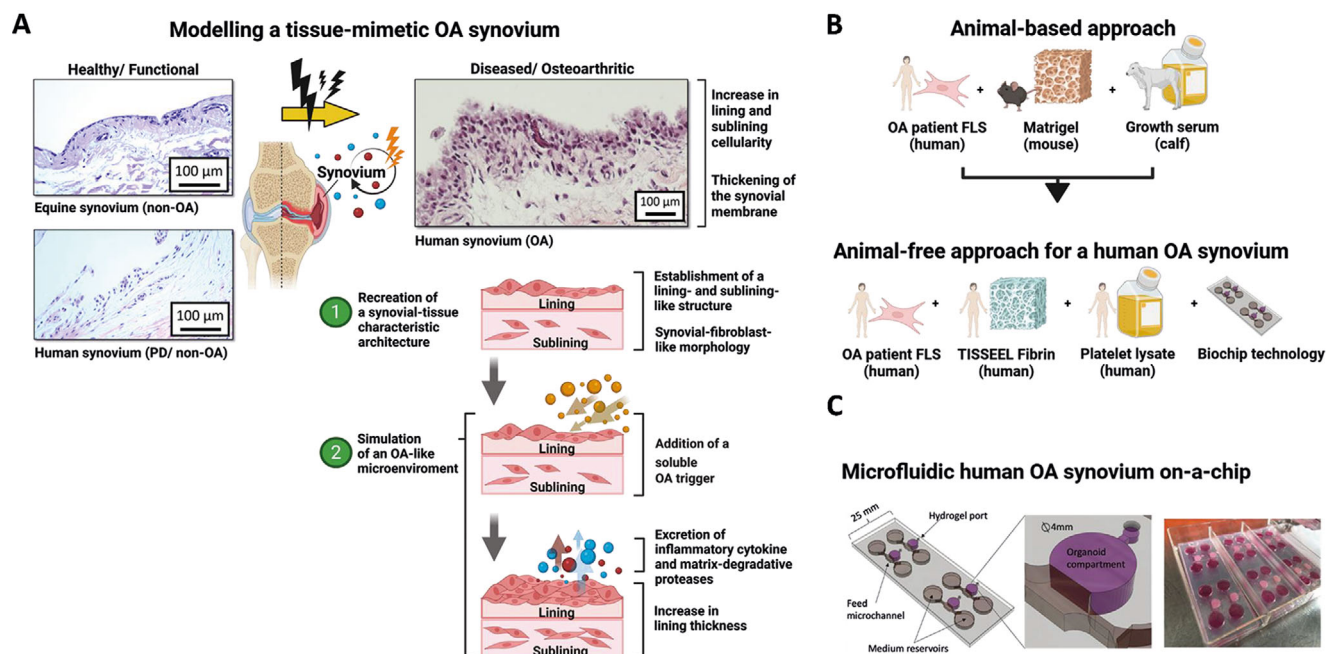 A
Modelling a tissue-mimetic OA synovium
Healthy/ Functional
100 µm
Equine synovium (non-OA)
100 µm
Human synovium (PD/ non-OA)
Synovium
Diseased/ Osteoarthritic
100 µm
Human synovium (OA)
Increase in
lining and
sublining
cellularity
Thickening of
the synovial
membrane
1
Recreation of
a synovial-tissue
characteristic
architecture
Lining
Sublining
Establishment of a
lining- and sublining-
like structure
Synovial-fibroblast-
like morphology
2
Simulation
of an OA-like
microenviroment
Lining
Sublining
Addition of a
soluble
OA trigger
Lining
Sublining
Excretion of
inflammatory cytokine
and matrix-degradative
proteases
Increase in
lining thickness
B
Animal-based approach
+
+
OA patient FLS
(human)
Matrigel
(mouse)
Growth serum
(calf)
Animal-free approach for a human OA synovium
+
+
+
OA patient FLS
(human)
TISSEEL Fibrin
(human)
Platelet lysate
(human)
Biochip technology
C
Microfluidic human OA synovium on-a-chip
25 mm
Hydrogel port
Feed
microchannel
Medium reservoirs
∅4mm
Organoid
compartment